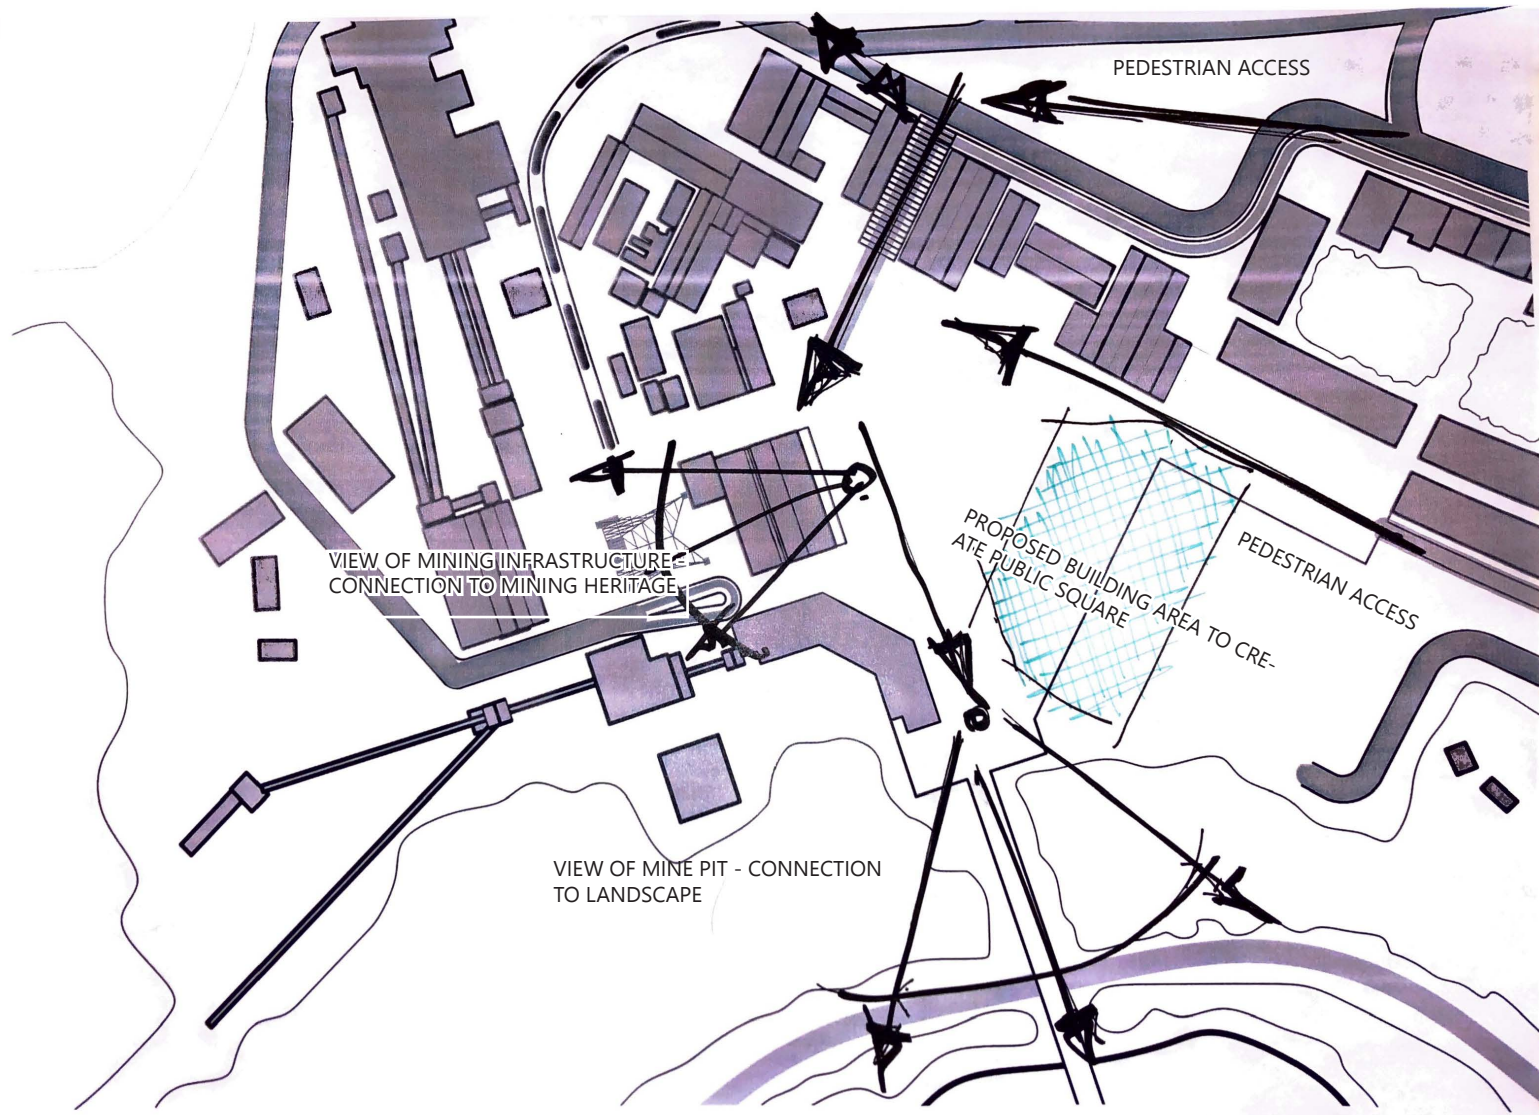 PEDESTRIAN ACCESS
VIEW OF MINING INFRASTRUCTURE -
CONNECTION TO MINING HERITAGE
PROPOSED BUILDING AREA TO CRE-
ATE PUBLIC SQUARE
PEDESTRIAN ACCESS
VIEW OF MINE PIT - CONNECTION
TO LANDSCAPE